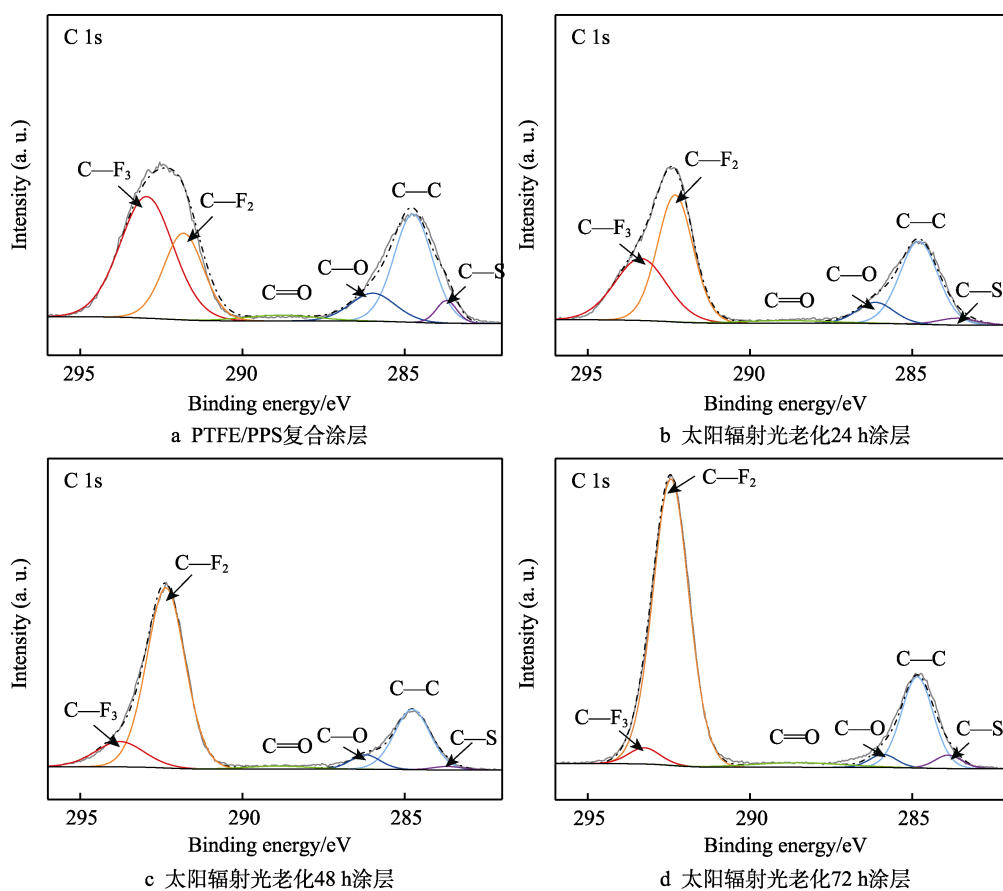 C 1s
C—F₃
C—F₂
C—C
C—O
C═O
C—S
Intensity (a. u.)
295
290
285
Binding energy/eV
a PTFE/PPS复合涂层
C 1s
C—F₂
C—F₃
C—C
C—O
C═O
C—S
Intensity (a. u.)
295
290
285
Binding energy/eV
b 太阳辐射光老化24 h涂层
C 1s
C—F₂
C—C
C—F₃
C—O
C═O
C—S
Intensity (a. u.)
295
290
285
Binding energy/eV
c 太阳辐射光老化48 h涂层
C 1s
C—F₂
C—C
C—F₃
C—O
C═O
C—S
Intensity (a. u.)
295
290
285
Binding energy/eV
d 太阳辐射光老化72 h涂层